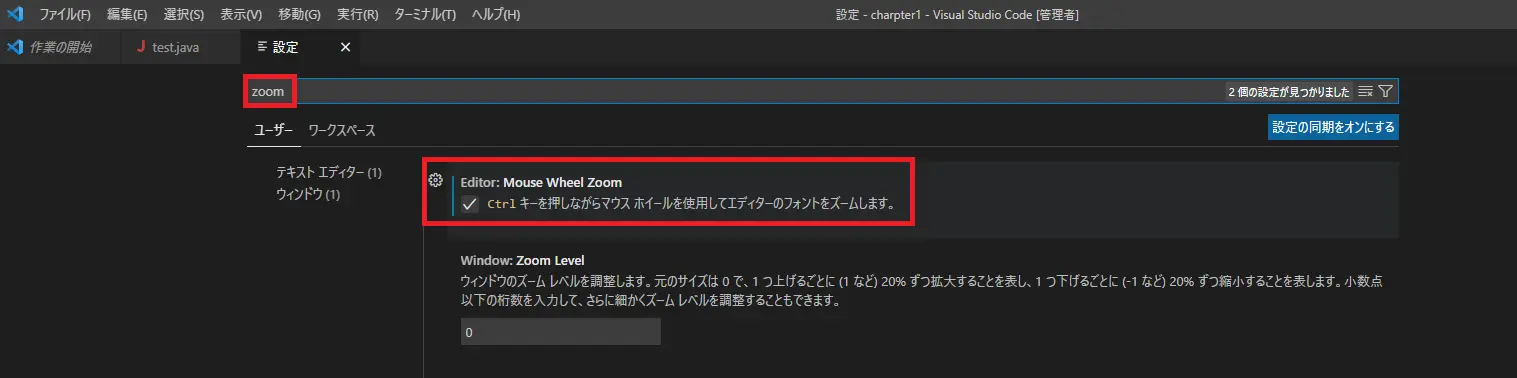 ファイル(F) 編集(E) 選択(S) 表示(V) 移動(G) 実行(R) ターミナル(T) ヘルプ(H) 設定 - charpter1 - Visual Studio Code [管理者]
作業の開始 J test.java 設定
zoom 2 個の設定が見つかりました
ユーザー ワークスペース 設定の同期をオンにする
テキスト エディター (1)
ウィンドウ (1)
Editor: Mouse Wheel Zoom
Ctrl キーを押しながらマウス ホイールを使用してエディターのフォントをズームします。
Window: Zoom Level
ウィンドウのズーム レベルを調整します。元のサイズは 0 で、1 つ上げるごとに (1 など) 20% ずつ拡大することを表し、1 つ下げるごとに (-1 など) 20% ずつ縮小することを表します。小数点
以下の桁数を入力して、さらに細かくズーム レベルを調整することもできます。
0